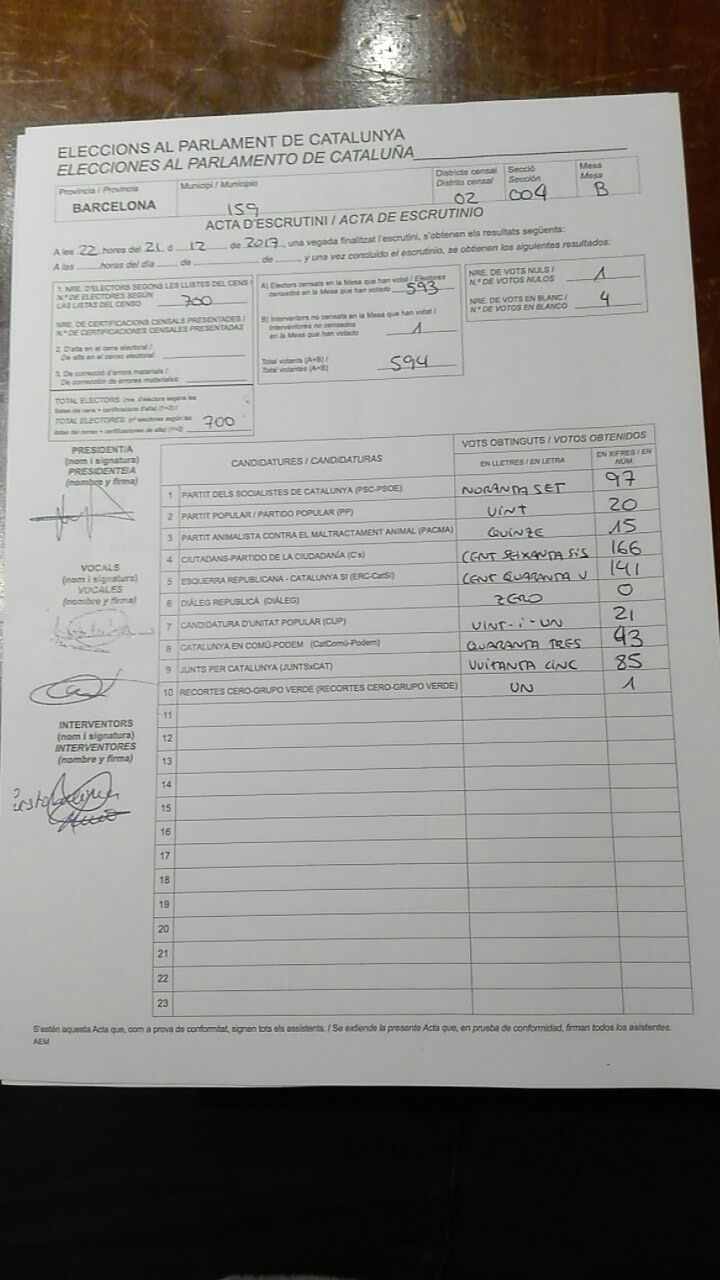 ELECCIONS AL PARLAMENT DE CATALUNYA
ELECCIONES AL PARLAMENTO DE CATALUÑA
Província / Provincia
BARCELONA
Municipi / Municipio
159
Districte censal
Distrito censal
02
Secció
Sección
004
Mesa
Mesa
B
ACTA D'ESCRUTINI / ACTA DE ESCRUTINIO
A les 22 hores del 21 d 12 de 2017, una vegada finalitzat l'escrutini, s'obtenen els resultats següents:
A las ___ horas del día ___ de ___ de ___, y una vez concluido el escrutinio, se obtienen los siguientes resultados:
1. NRE. D'ELECTORS SEGONS LES LLISTES DEL CENS /
N.º DE ELECTORES SEGÚN
LAS LISTAS DEL CENSO 700
NRE. DE CERTIFICACIONS CENSALS PRESENTADES /
N.º DE CERTIFICACIONES CENSALES PRESENTADAS
2. D'alta en el cens electoral /
De alta en el censo electoral:
3. De correcció d'errors materials /
De corrección de errores materiales:
TOTAL ELECTORS: (nre. d'electors segons les
llistes del cens + certificacions d'alta) (1+2) /
TOTAL ELECTORES: (nº electores según las
listas del censo + certificaciones de alta) (1+2) 700
A) Electors censats en la Mesa que han votat / Electores
censados en la Mesa que han votado 593
B) Interventors no censats en la Mesa que han votat /
Interventores no censados
en la Mesa que han votado 1
Total votants (A+B) /
Total votantes (A+B) 594
NRE. DE VOTS NULS /
N.º DE VOTOS NULOS 1
NRE. DE VOTS EN BLANC /
N.º DE VOTOS EN BLANCO 4
PRESIDENT/A
(nom i signatura)
PRESIDENTE/A
(nombre y firma)
VOCALS
(nom i signatura)
VOCALES
(nombre y firma)
INTERVENTORS
(nom i signatura)
INTERVENTORES
(nombre y firma)
CANDIDATURES / CANDIDATURAS
VOTS OBTINGUTS / VOTOS OBTENIDOS
EN LLETRES / EN LETRA
EN XIFRES / EN NÚM.
1 PARTIT DELS SOCIALISTES DE CATALUNYA (PSC-PSOE) NORANTA SET 97
2 PARTIT POPULAR / PARTIDO POPULAR (PP) VINT 20
3 PARTIT ANIMALISTA CONTRA EL MALTRACTAMENT ANIMAL (PACMA) QUINZE 15
4 CIUTADANS-PARTIDO DE LA CIUDADANÍA (C's) CENT SEIXANTA SIS 166
5 ESQUERRA REPUBLICANA - CATALUNYA SI (ERC-CatSí) CENT QUARANTA U 141
6 DIÀLEG REPUBLICÀ (DIÀLEG) ZERO 0
7 CANDIDATURA D'UNITAT POPULAR (CUP) VINT-I-UN 21
8 CATALUNYA EN COMÚ-PODEM (CatComú-Podem) QUARANTA TRES 43
9 JUNTS PER CATALUNYA (JUNTSxCAT) VUITANTA CINC 85
10 RECORTES CERO-GRUPO VERDE (RECORTES CERO-GRUPO VERDE) UN 1
11
12
13
14
15
16
17
18
19
20
21
22
23
S'estén aquesta Acta que, com a prova de conformitat, signen tots els assistents. / Se extiende la presente Acta que, en prueba de conformidad, firman todos los asistentes.
AEM